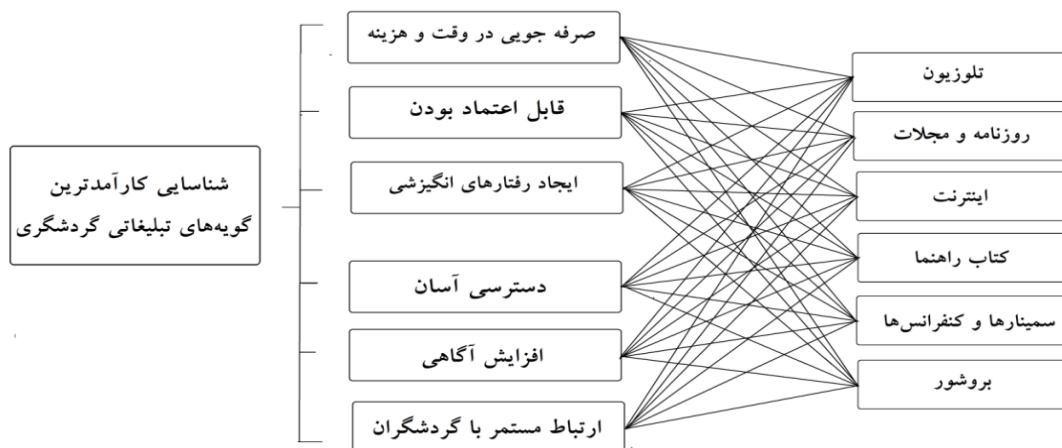 شناسایی کارآمدترین
گویه‌های تبلیغاتی گردشگری
صرفه جویی در وقت و هزینه
قابل اعتماد بودن
ایجاد رفتارهای انگیزشی
دسترسی آسان
افزایش آگاهی
ارتباط مستمر با گردشگران
تلوزیون
روزنامه و مجلات
اینترنت
کتاب راهنما
سمینارها و کنفرانس‌ها
بروشور